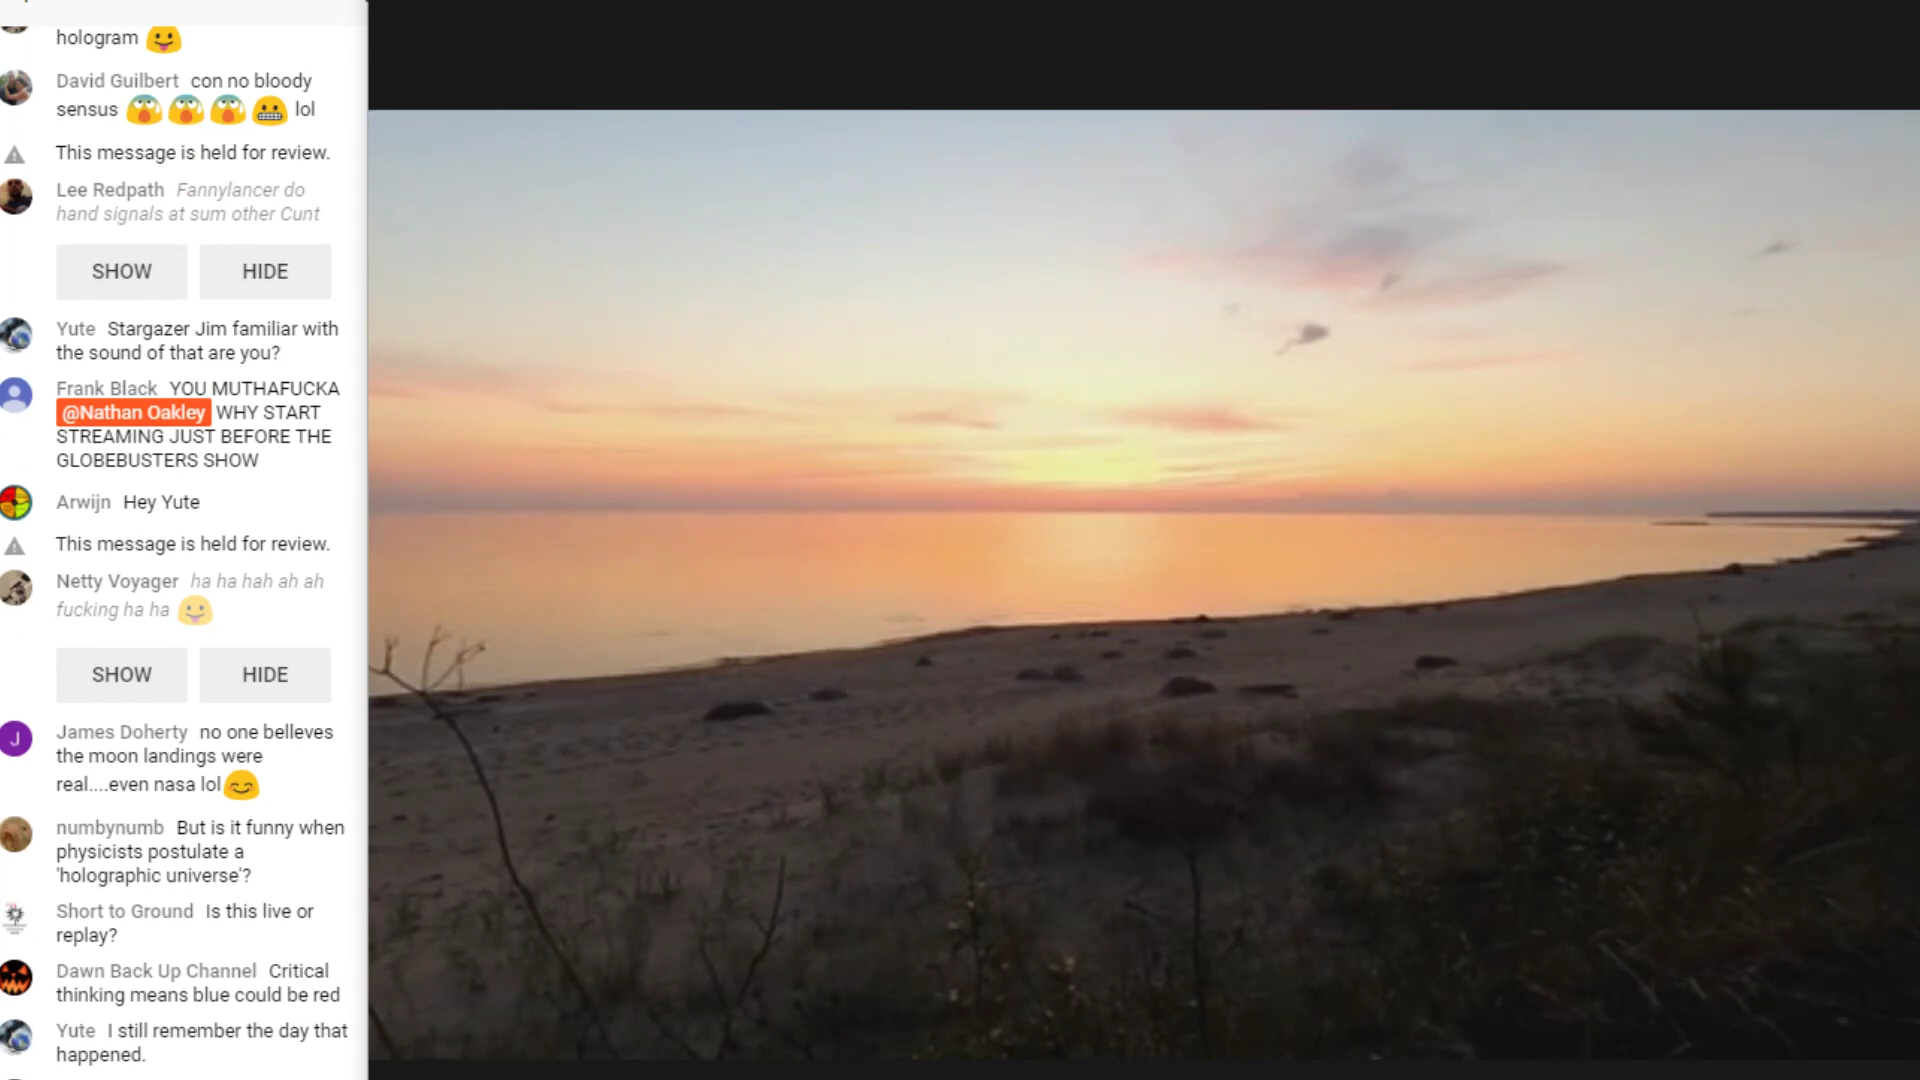 hologram
David Guilbert con no bloody
sensus lol
This message is held for review.
Lee Redpath Fannylancer do
hand signals at sum other Cunt
SHOW HIDE
Yute Stargazer Jim familiar with
the sound of that are you?
Frank Black YOU MUTHAFUCKA
@Nathan Oakley WHY START
STREAMING JUST BEFORE THE
GLOBEBUSTERS SHOW
Arwijn Hey Yute
This message is held for review.
Netty Voyager ha ha hah ah ah
fucking ha ha
SHOW HIDE
J
James Doherty no one belleves
the moon landings were
real....even nasa lol
numbynumb But is it funny when
physicists postulate a
'holographic universe'?
Short to Ground Is this live or
replay?
Dawn Back Up Channel Critical
thinking means blue could be red
Yute I still remember the day that
happened.